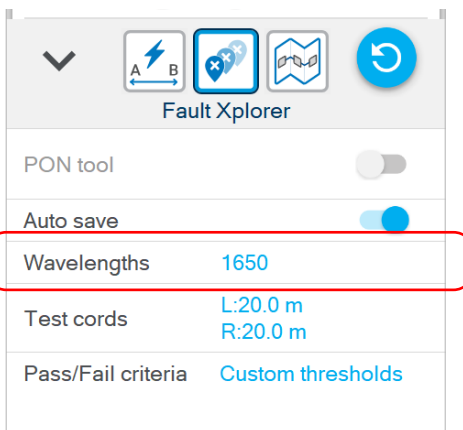 A B
Fault Xplorer
PON tool
Auto save
Wavelengths 1650
Test cords L:20.0 m
R:20.0 m
Pass/Fail criteria Custom thresholds